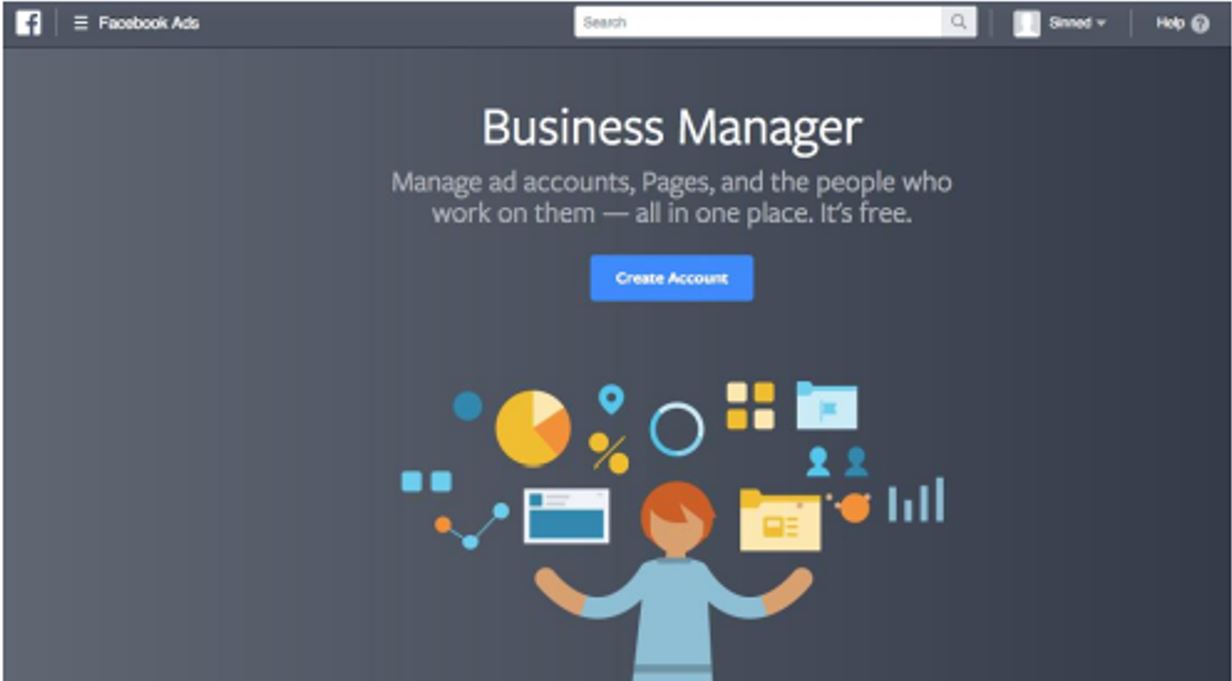 Facebook Ads
Search
Sinned
Help
Business Manager
Manage ad accounts, Pages, and the people who
work on them — all in one place. It's free.
Create Account